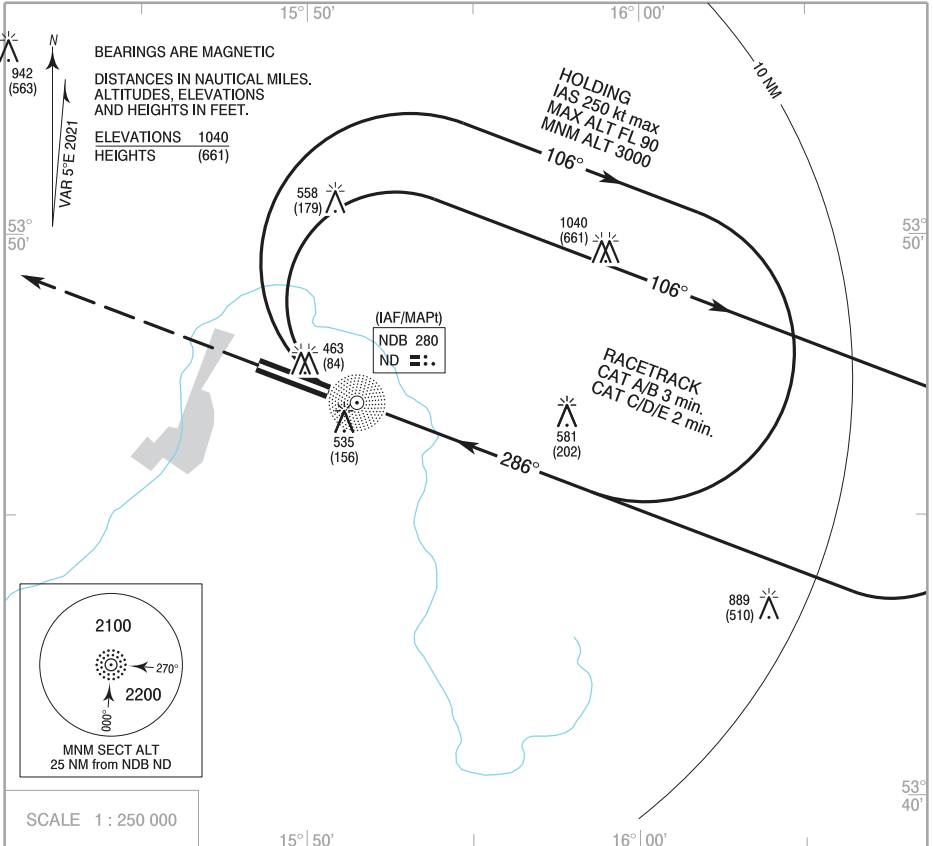 15° 50'
16° 00'
942
(563)
N
VAR 5°E 2021
BEARINGS ARE MAGNETIC
DISTANCES IN NAUTICAL MILES.
ALTITUDES, ELEVATIONS
AND HEIGHTS IN FEET.
ELEVATIONS 1040
HEIGHTS (661)
10 NM
HOLDING
IAS 250 kt max
MAX ALT FL 90
MNM ALT 3000
106°
558
(179)
53°
50'
1040
(661)
53°
50'
106°
(IAF/MAPt)
NDB 280
ND
463
(84)
RACETRACK
CAT A/B 3 min.
CAT C/D/E 2 min.
535
(156)
581
(202)
286°
889
(510)
2100
270°
2200
000°
MNM SECT ALT
25 NM from NDB ND
53°
40'
SCALE 1 : 250 000
15° 50'
16° 00'